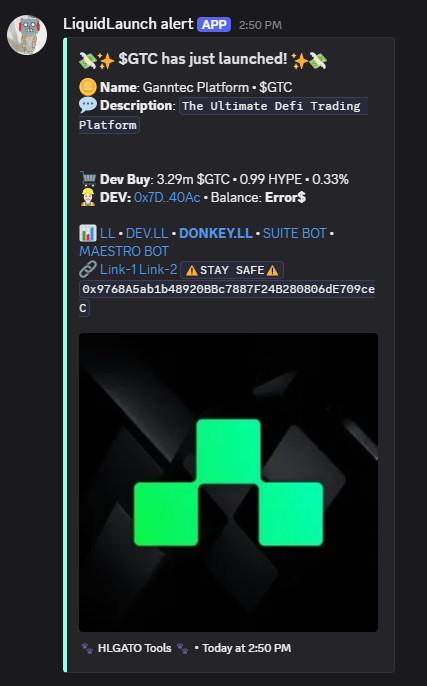 LiquidLaunch alert APP 2:50 PM
💸✨ $GTC has just launched! ✨💸
🪙 Name: Ganntec Platform • $GTC
💬 Description: The Ultimate Defi Trading
Platform
🛒 Dev Buy: 3.29m $GTC • 0.99 HYPE • 0.33%
👷 DEV: 0x7D..40Ac • Balance: Error$
📊 LL • DEV.LL • DONKEY.LL • SUITE BOT •
MAESTRO BOT
🔗 Link-1 Link-2 ⚠️STAY SAFE⚠️
0x9768A5ab1b48920BBc7887F24B280806dE709ce
C
🐾 HLGATO Tools 🐾 • Today at 2:50 PM